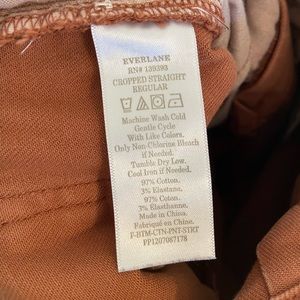 EVERLANE
RN# 139393
CROPPED STRAIGHT
REGULAR
Machine Wash Cold
Gentle Cycle
With Like Colors.
Only Non-Chlorine Bleach
if Needed.
Tumble Dry Low.
Cool Iron if Needed.
97% Cotton.
3% Elastane.
97% Coton.
3% Élasthanne.
Made in China.
Fabriqué en Chine.
F-BTM-CTN-PNT-STRT
PP1207067178